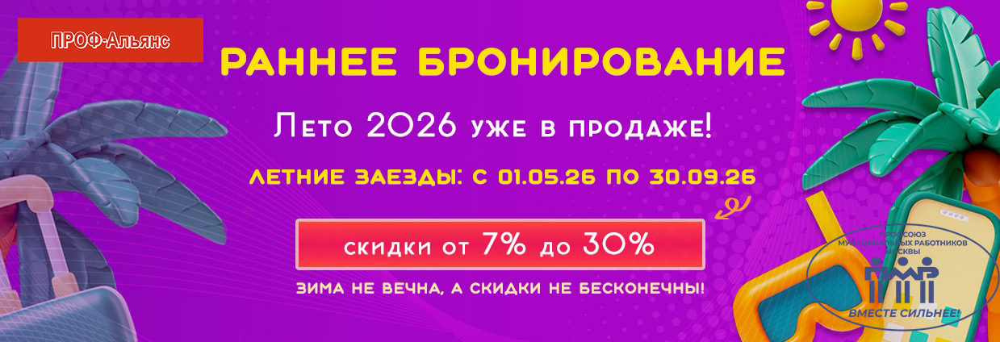 ПРОФ-Альянс
РАННЕЕ БРОНИРОВАНИЕ
Лето 2026 уже в продаже!
ЛЕТНИЕ ЗАЕЗДЫ: С 01.05.26 ПО 30.09.26
скидки от 7% до 30%
ЗИМА НЕ ВЕЧНА, А СКИДКИ НЕ БЕСКОНЕЧНЫ!
ПРОФСОЮЗ
МУНИЦИПАЛЬНЫХ РАБОТНИКОВ
МОСКВЫ
ПМР
ВМЕСТЕ СИЛЬНЕЕ!